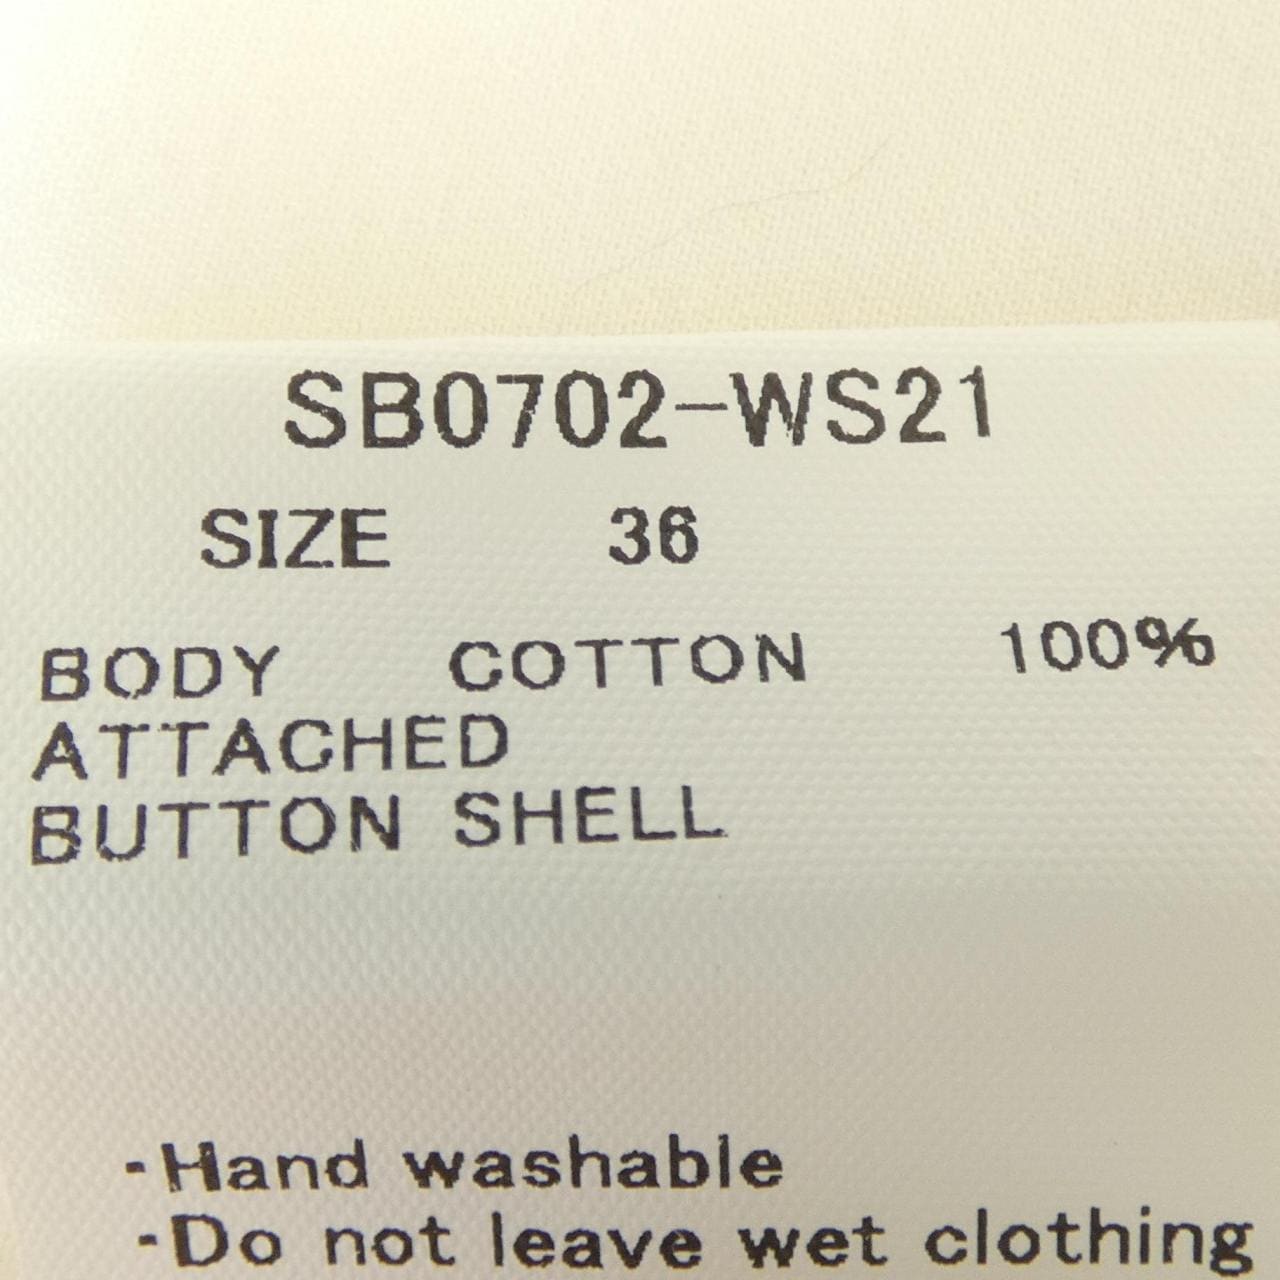 SB0702-WS21
SIZE 36
BODY COTTON 100%
ATTACHED
BUTTON SHELL
-Hand washable
-Do not leave wet clothing